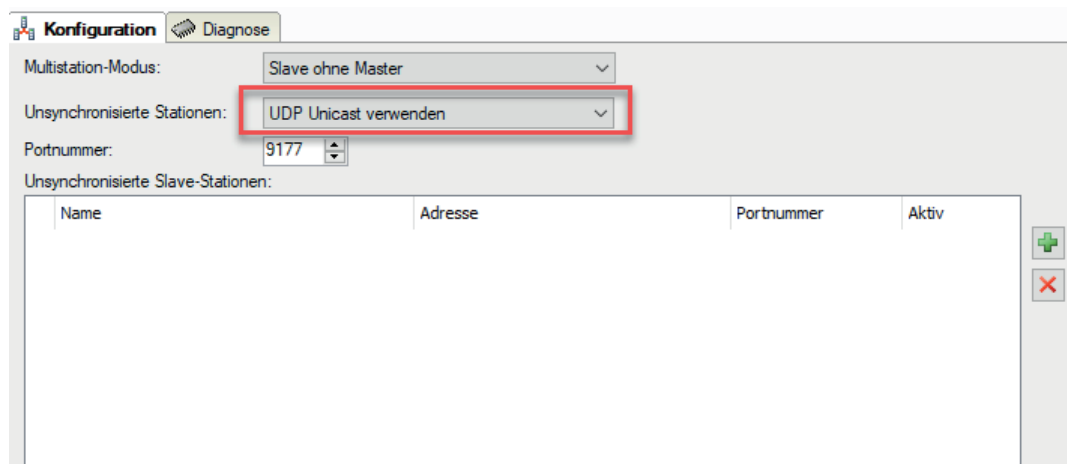 Konfiguration Diagnose
Multistation-Modus: Slave ohne Master
Unsynchronisierte Stationen: UDP Unicast verwenden
Portnummer: 9177
Unsynchronisierte Slave-Stationen:
Name Adresse Portnummer Aktiv